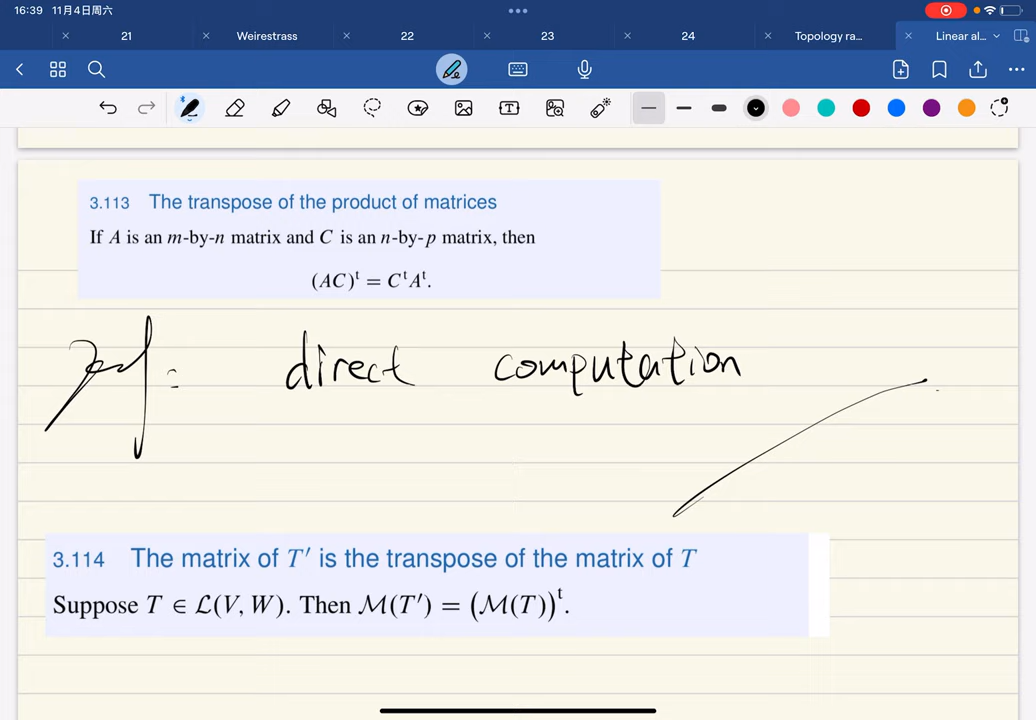 16:39 11月4日周六
21
Weirestrass
22
23
24
Topology ra...
Linear al...
3.113 The transpose of the product of matrices
If A is an m-by-n matrix and C is an n-by-p matrix, then
(AC)ᵗ = CᵗAᵗ.
Pf: direct computation
3.114 The matrix of T′ is the transpose of the matrix of T
Suppose T ∈ ℒ(V, W). Then ℳ(T′) = (ℳ(T))ᵗ.